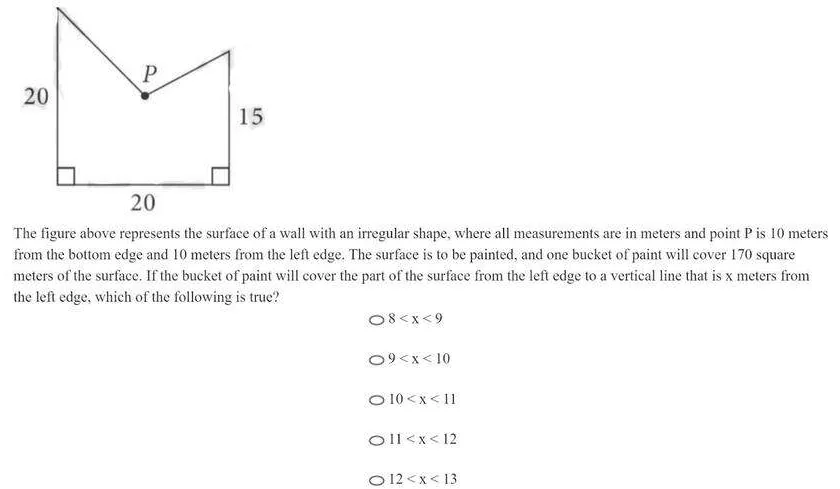 P
20
15
20
The figure above represents the surface of a wall with an irregular shape, where all measurements are in meters and point P is 10 meters
from the bottom edge and 10 meters from the left edge. The surface is to be painted, and one bucket of paint will cover 170 square
meters of the surface. If the bucket of paint will cover the part of the surface from the left edge to a vertical line that is x meters from
the left edge, which of the following is true?
8 < x < 9
9 < x < 10
10 < x < 11
11 < x < 12
12 < x < 13